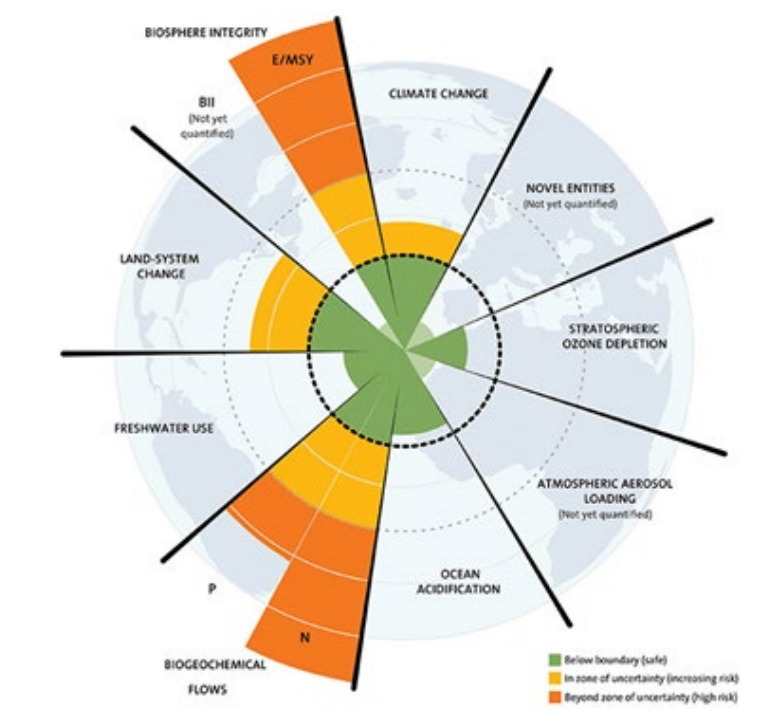 BIOSPHERE INTEGRITY
E/MSY
BII
(Not yet
quantified)
CLIMATE CHANGE
NOVEL ENTITIES
(Not yet quantified)
LAND-SYSTEM
CHANGE
STRATOSPHERIC
OZONE DEPLETION
FRESHWATER USE
ATMOSPHERIC AEROSOL
LOADING
(Not yet quantified)
OCEAN
ACIDIFICATION
P
N
BIOGEOCHEMICAL
FLOWS
Below boundary (safe)
In zone of uncertainty (increasing risk)
Beyond zone of uncertainty (high risk)